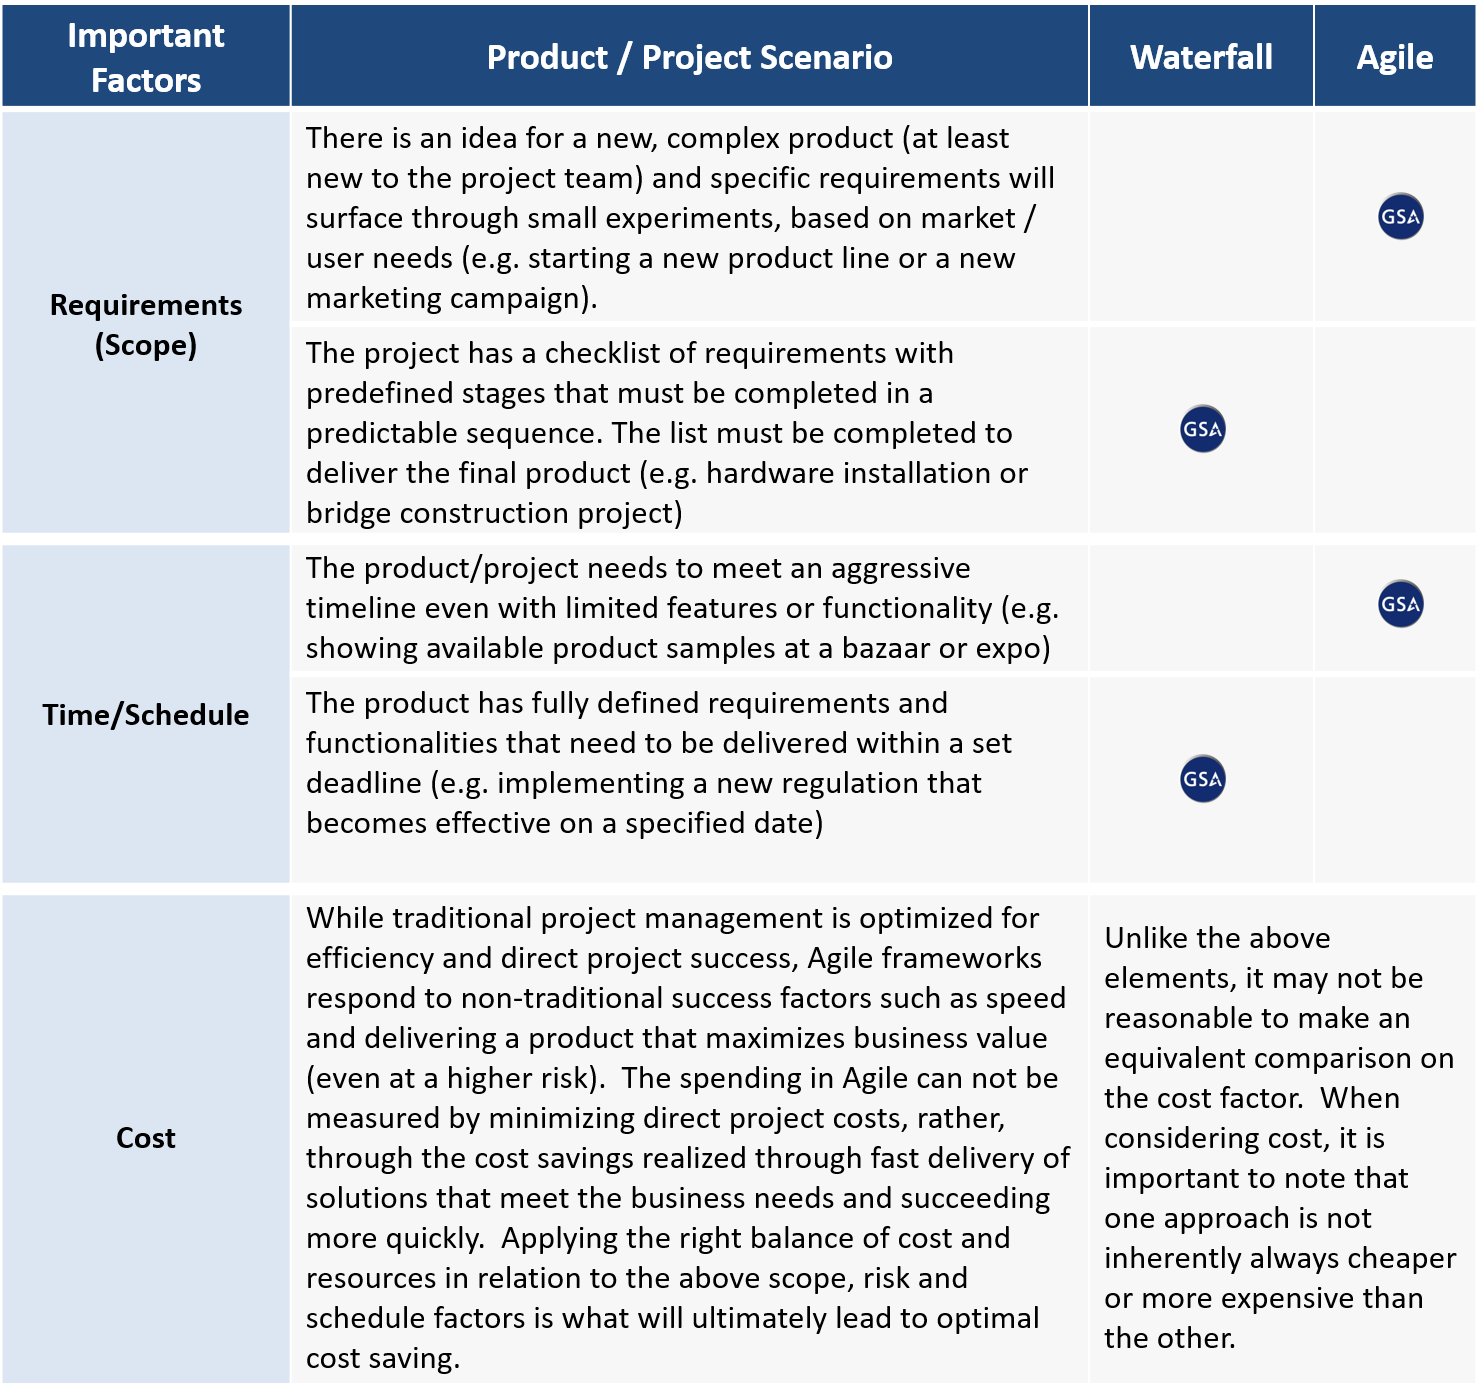 Important
Factors
Product / Project Scenario
Waterfall
Agile
Requirements
(Scope)
There is an idea for a new, complex product (at least
new to the project team) and specific requirements will
surface through small experiments, based on market /
user needs (e.g. starting a new product line or a new
marketing campaign).
GSA
The project has a checklist of requirements with
predefined stages that must be completed in a
predictable sequence. The list must be completed to
deliver the final product (e.g. hardware installation or
bridge construction project)
GSA
Time/Schedule
The product/project needs to meet an aggressive
timeline even with limited features or functionality (e.g.
showing available product samples at a bazaar or expo)
GSA
The product has fully defined requirements and
functionalities that need to be delivered within a set
deadline (e.g. implementing a new regulation that
becomes effective on a specified date)
GSA
Cost
While traditional project management is optimized for
efficiency and direct project success, Agile frameworks
respond to non-traditional success factors such as speed
and delivering a product that maximizes business value
(even at a higher risk).  The spending in Agile can not be
measured by minimizing direct project costs, rather,
through the cost savings realized through fast delivery of
solutions that meet the business needs and succeeding
more quickly.  Applying the right balance of cost and
resources in relation to the above scope, risk and
schedule factors is what will ultimately lead to optimal
cost saving.
Unlike the above
elements, it may not be
reasonable to make an
equivalent comparison on
the cost factor.  When
considering cost, it is
important to note that
one approach is not
inherently always cheaper
or more expensive than
the other.